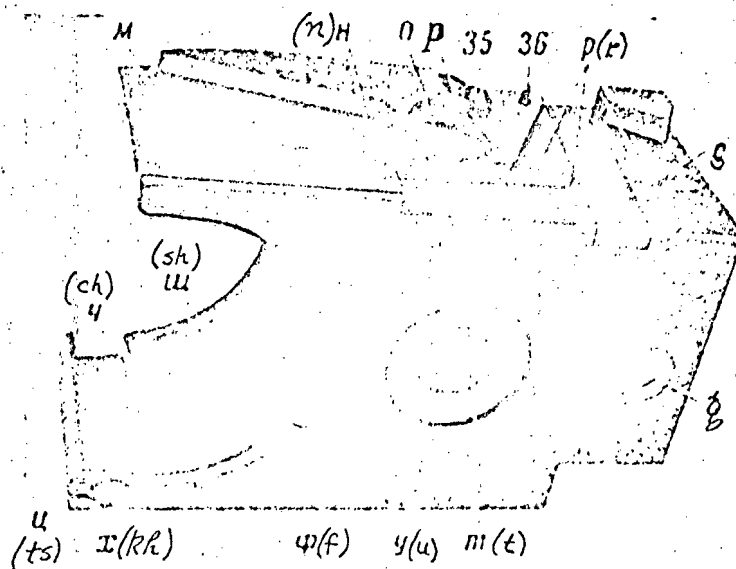 м (п)н п р 35 36 р(r)
g
(sh)
ш
(ch)
ч
ц
(ts)
х(kh) ф(f) у(u) т(t)